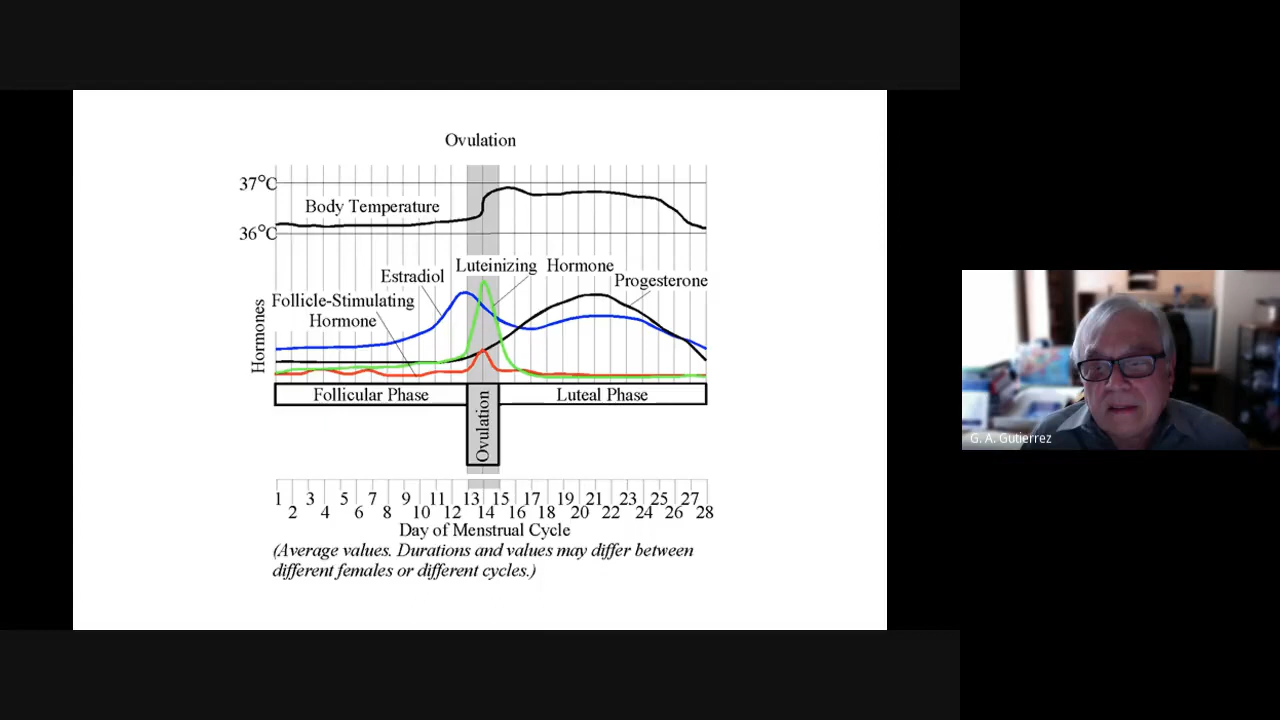 Ovulation
37°C
Body Temperature
36°C
Luteinizing Hormone
Estradiol
Progesterone
Follicle-Stimulating
Hormone
Hormones
Follicular Phase
Ovulation
Luteal Phase
1 3 5 7 9 11 13 15 17 19 21 23 25 27
2 4 6 8 10 12 14 16 18 20 22 24 26 28
Day of Menstrual Cycle
(Average values. Durations and values may differ between
different females or different cycles.)
G. A. Gutierrez